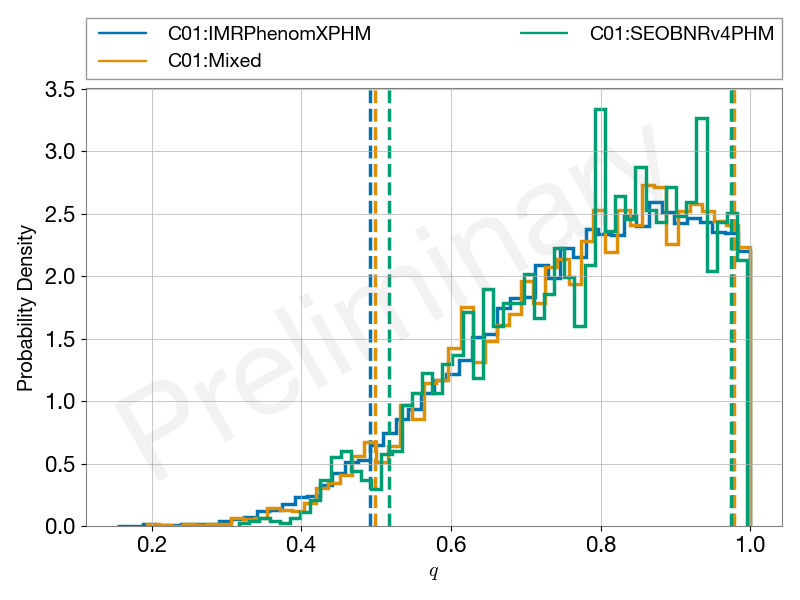 C01:IMRPhenomXPHM
C01:Mixed
C01:SEOBNRv4PHM
3.5
3.0
2.5
2.0
1.5
1.0
0.5
0.0
Probability Density
Preliminary
0.2 0.4 0.6 0.8 1.0
q